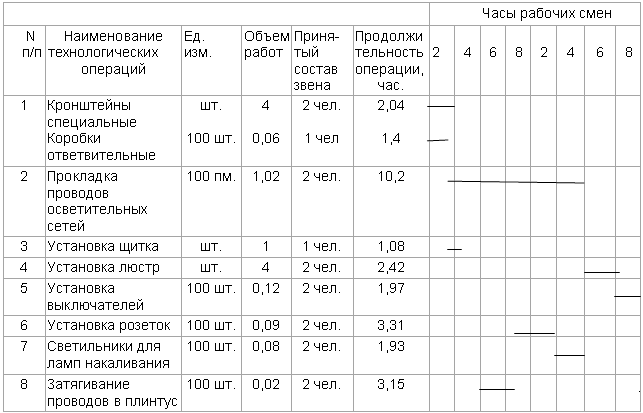 Часы рабочих смен
N Наименование Ед. Объем Приня- Продолжи
п/п технологических изм. работ тый тельность
операций состав операции,
звена час.
2 4 6 8 2 4 6 8
1 Кронштейны шт. 4 2 чел. 2,04
специальные
Коробки 100 шт. 0,06 1 чел 1,4
ответвительные
2 Прокладка 100 пм. 1,02 2 чел. 10,2
проводов
осветительных
сетей
3 Установка щитка шт. 1 1 чел. 1,08
4 Установка люстр шт. 4 2 чел. 2,42
5 Установка 100 шт. 0,12 2 чел. 1,97
выключателей
6 Установка розеток 100 шт. 0,09 2 чел. 3,31
7 Светильники для 100 шт. 0,08 2 чел. 1,93
ламп накаливания
8 Затягивание 100 шт. 0,02 2 чел. 3,15
проводов в плинтус